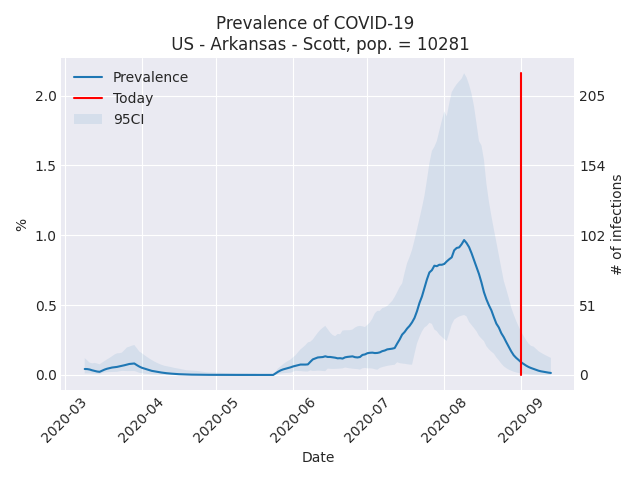 Prevalence of COVID-19
US - Arkansas - Scott, pop. = 10281
Prevalence
Today
95CI
2.0
1.5
1.0
0.5
0.0
%
205
154
102
51
0
# of infections
2020-03
2020-04
2020-05
2020-06
2020-07
2020-08
2020-09
Date